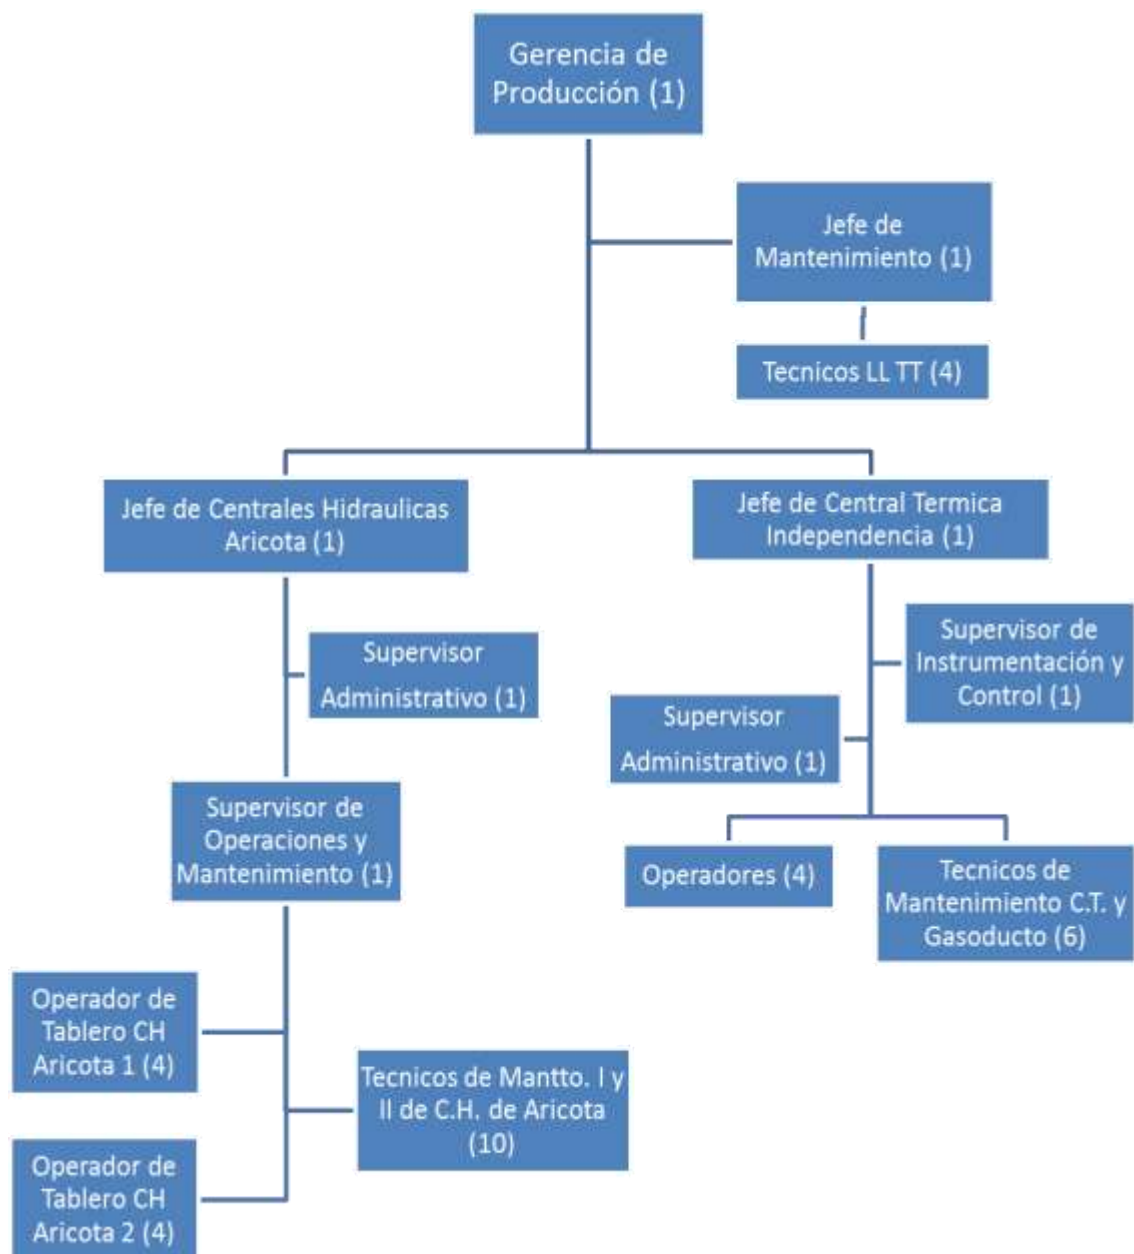 Gerencia de
Producción (1)
Jefe de
Mantenimiento (1)
Tecnicos LL TT (4)
Jefe de Centrales Hidraulicas
Aricota (1)
Jefe de Central Termica
Independencia (1)
Supervisor
Administrativo (1)
Supervisor de
Instrumentación y
Control (1)
Supervisor
Administrativo (1)
Supervisor de
Operaciones y
Mantenimiento (1)
Operadores (4)
Tecnicos de
Mantenimiento C.T. y
Gasoducto (6)
Operador de
Tablero CH
Aricota 1 (4)
Tecnicos de Mantto. I y
II de C.H. de Aricota
(10)
Operador de
Tablero CH
Aricota 2 (4)